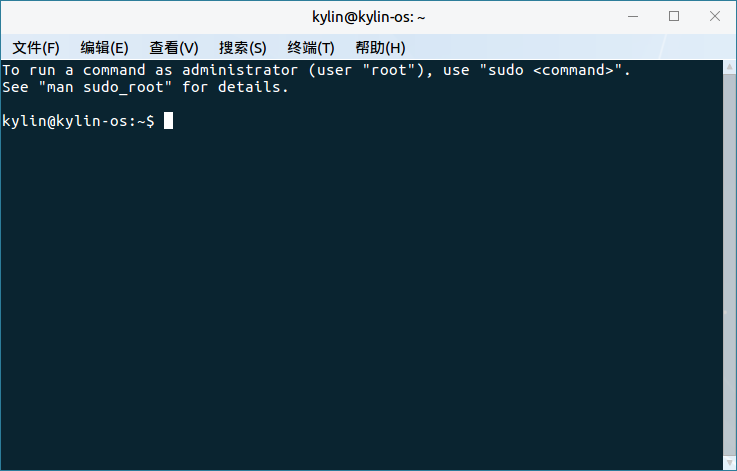 kylin@kylin-os: ~
文件(F) 编辑(E) 查看(V) 搜索(S) 终端(T) 帮助(H)
To run a command as administrator (user "root"), use "sudo <command>".
See "man sudo_root" for details.
kylin@kylin-os:~$